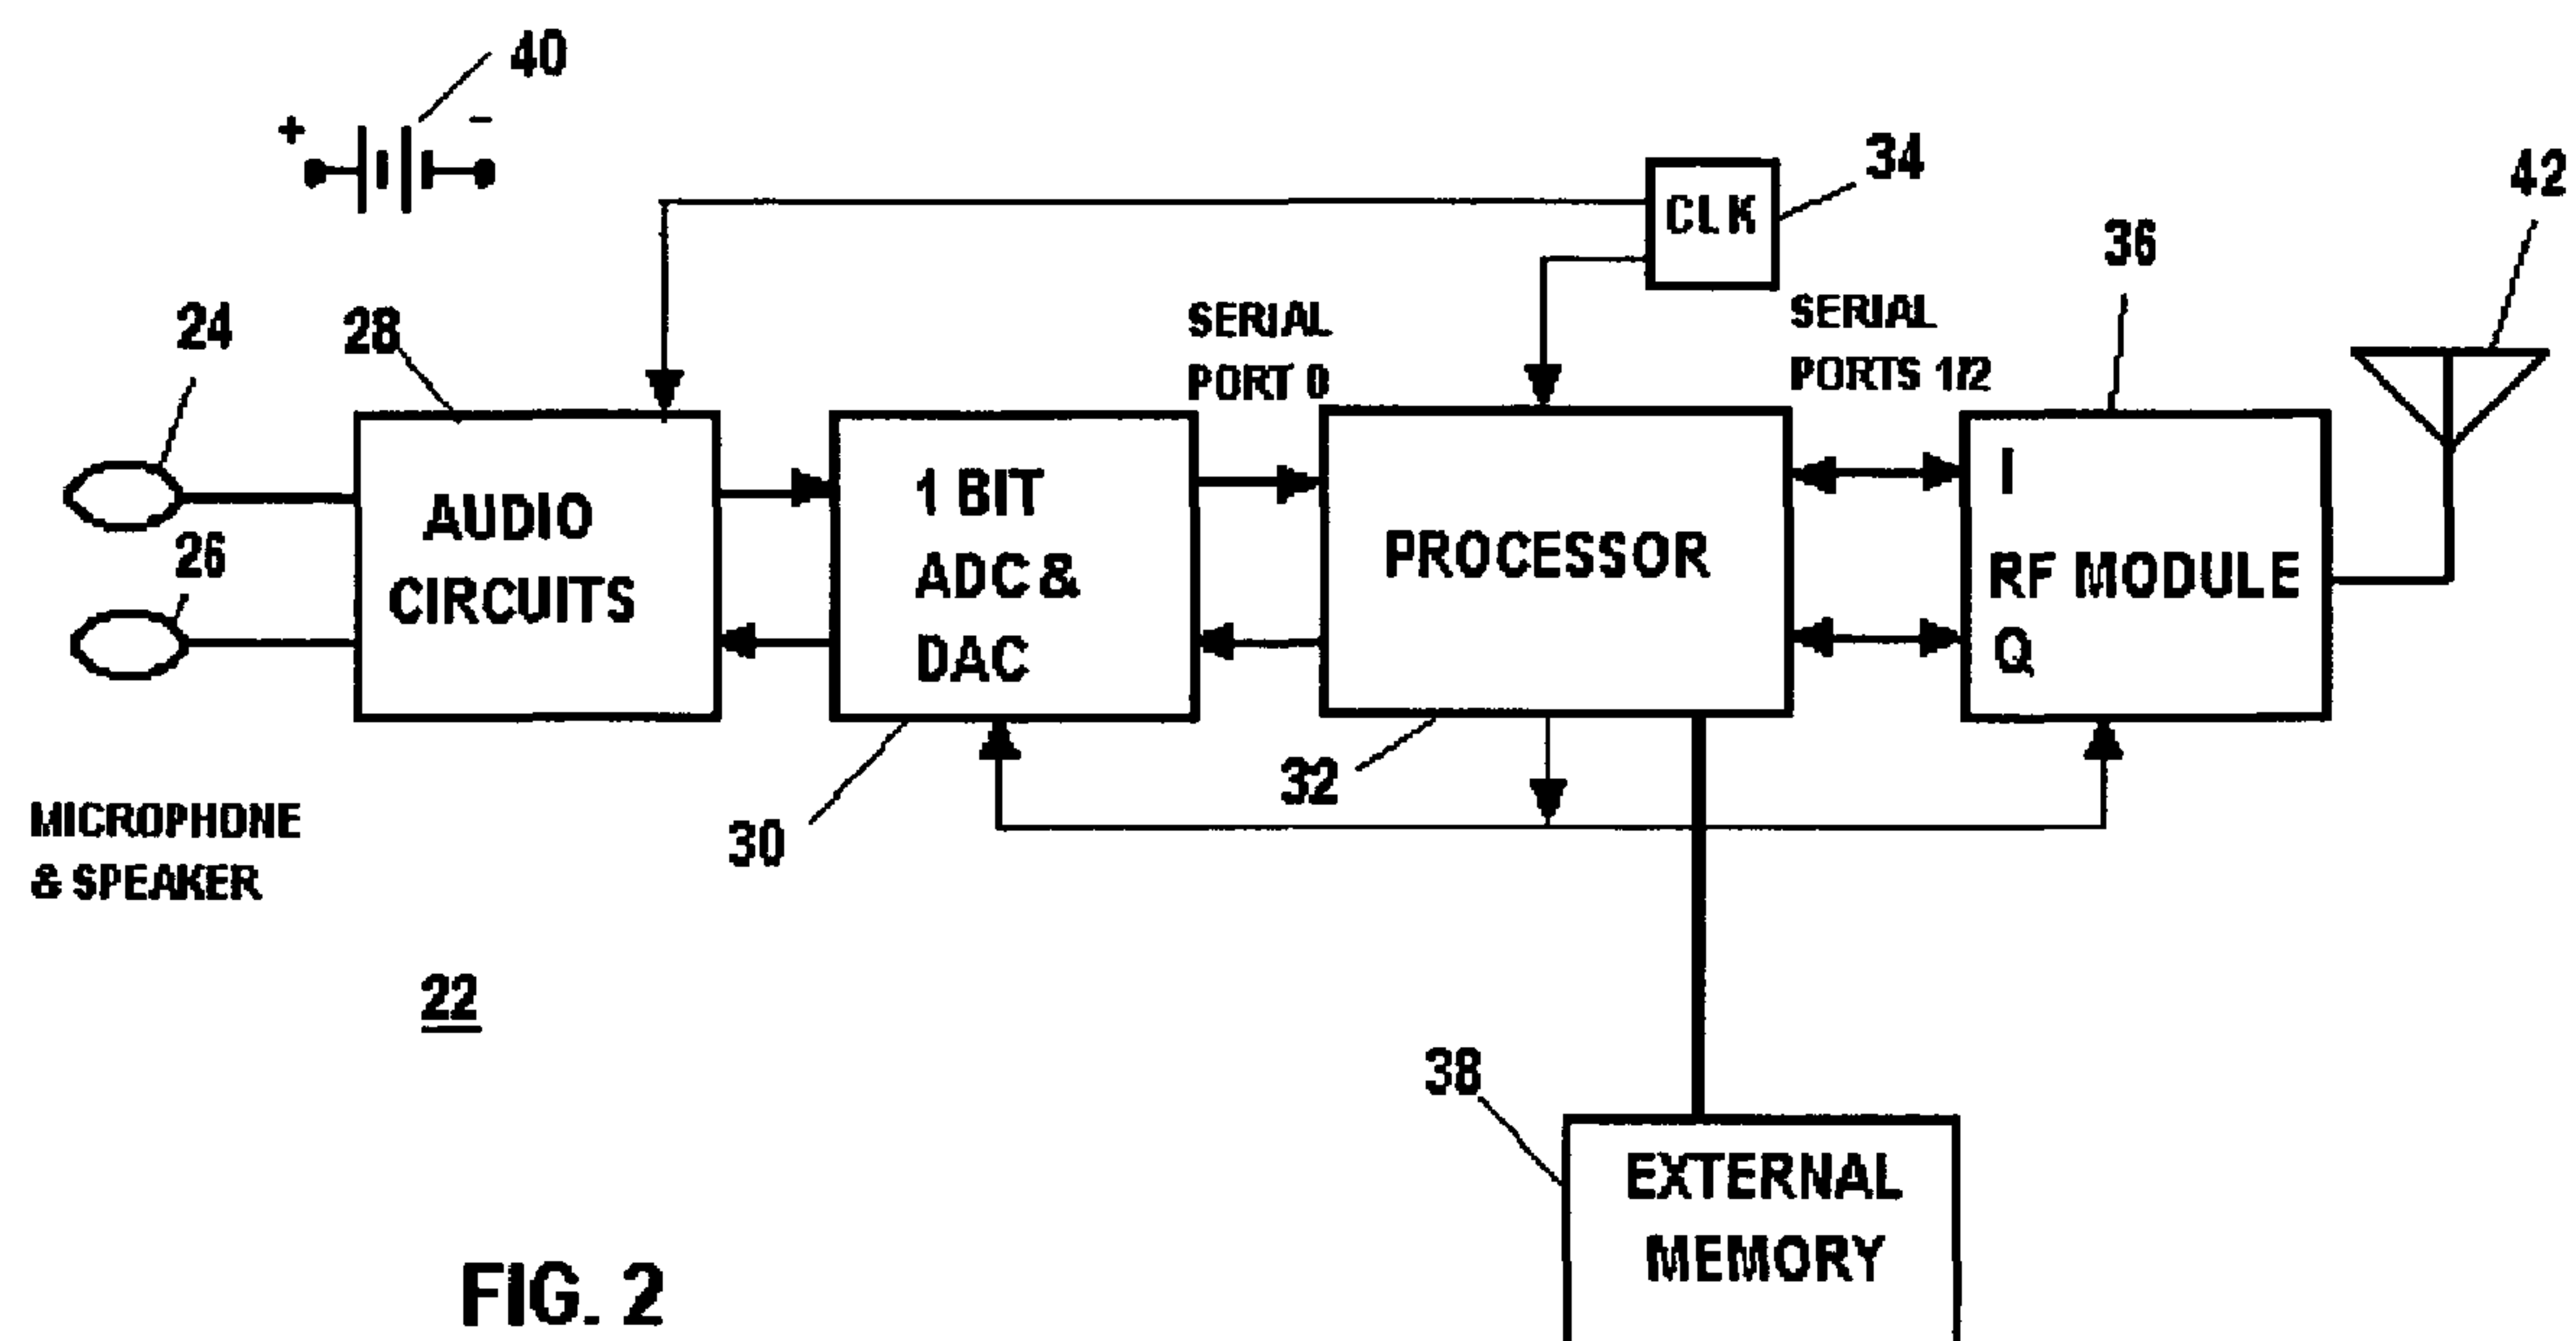 40
+ −
34
CLK
42
36
24
28
SERIAL
PORT 0
SERIAL
PORTS 1/2
AUDIO
CIRCUITS
1 BIT
ADC &
DAC
PROCESSOR
I
RF MODULE
Q
26
32
30
MICROPHONE
& SPEAKER
22
38
EXTERNAL
MEMORY
FIG. 2